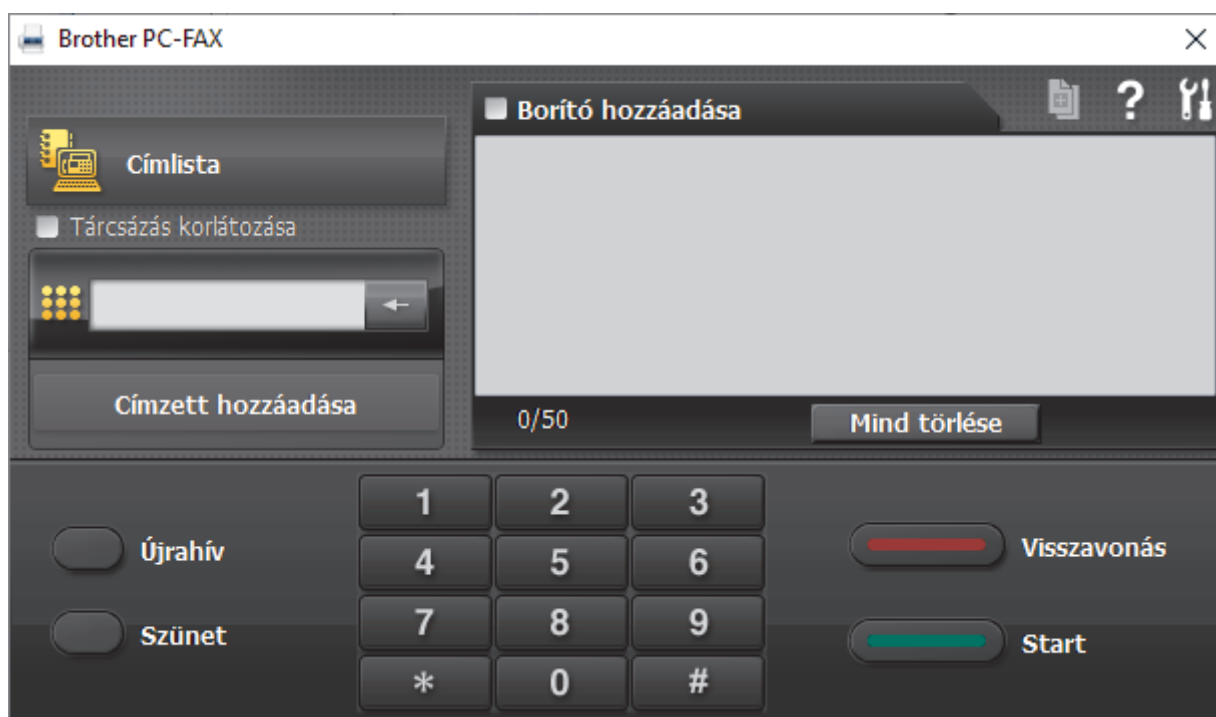 Brother PC-FAX
Borító hozzáadása
?
Címlista
Tárcsázás korlátozása
Címzett hozzáadása
0/50
Mind törlése
1 2 3
4 5 6
7 8 9
* 0 #
Újrahív
Szünet
Visszavonás
Start